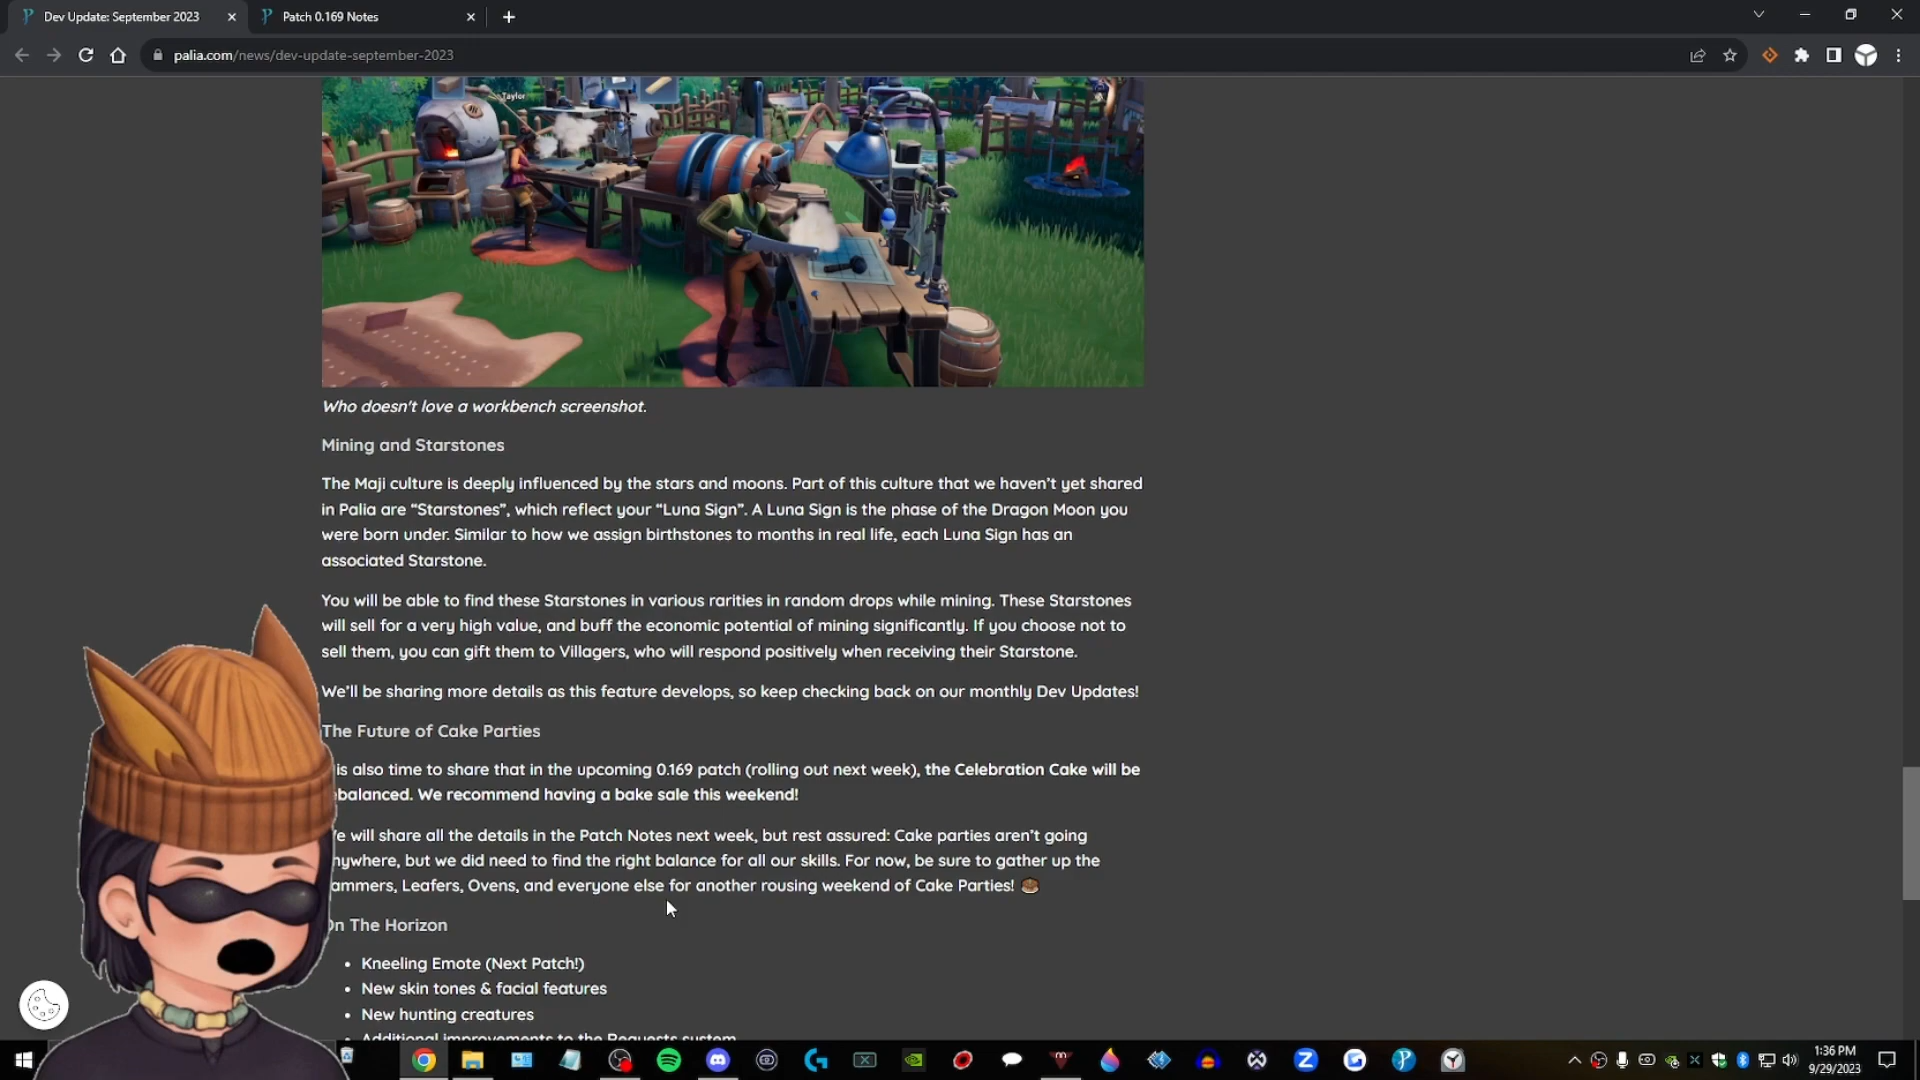 Dev Update: September 2023
Patch 0.169 Notes
palia.com/news/dev-update-september-2023
Taylor
Who doesn't love a workbench screenshot.
Mining and Starstones
The Maji culture is deeply influenced by the stars and moons. Part of this culture that we haven't yet shared
in Palia are “Starstones”, which reflect your “Luna Sign”. A Luna Sign is the phase of the Dragon Moon you
were born under. Similar to how we assign birthstones to months in real life, each Luna Sign has an
associated Starstone.
You will be able to find these Starstones in various rarities in random drops while mining. These Starstones
will sell for a very high value, and buff the economic potential of mining significantly. If you choose not to
sell them, you can gift them to Villagers, who will respond positively when receiving their Starstone.
We'll be sharing more details as this feature develops, so keep checking back on our monthly Dev Updates!
The Future of Cake Parties
is also time to share that in the upcoming 0.169 patch (rolling out next week), the Celebration Cake will be
balanced. We recommend having a bake sale this weekend!
e will share all the details in the Patch Notes next week, but rest assured: Cake parties aren't going
nywhere, but we did need to find the right balance for all our skills. For now, be sure to gather up the
ammers, Leafers, Ovens, and everyone else for another rousing weekend of Cake Parties!
On The Horizon
• Kneeling Emote (Next Patch!)
• New skin tones & facial features
• New hunting creatures
• Additional improvements to the Requests system
1:36 PM
9/29/2023